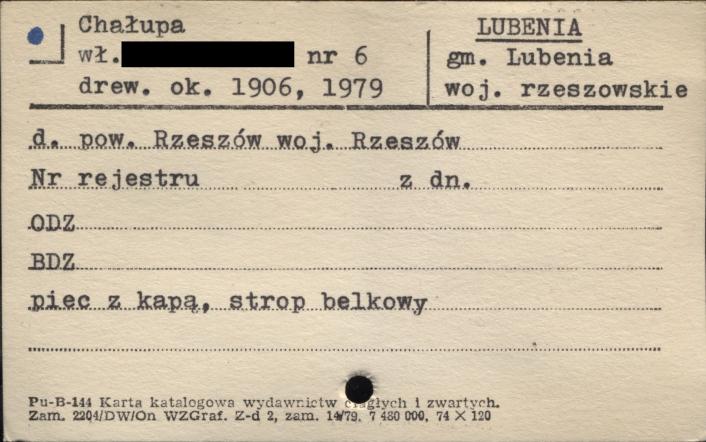 Chałupa
wł. nr 6
drew. ok. 1906, 1979
LUBENIA
gm. Lubenia
woj. rzeszowskie
d. pow. Rzeszów woj. Rzeszów
Nr rejestru z dn.
ODZ
BDZ
piec z kapą, strop belkowy
Pu-B-144 Karta katalogowa wydawnictw ciągłych i zwartych.
Zam. 2204/DW/On WZGraf. Z-d 2, zam. 14/79. 7 480 000, 74 × 120